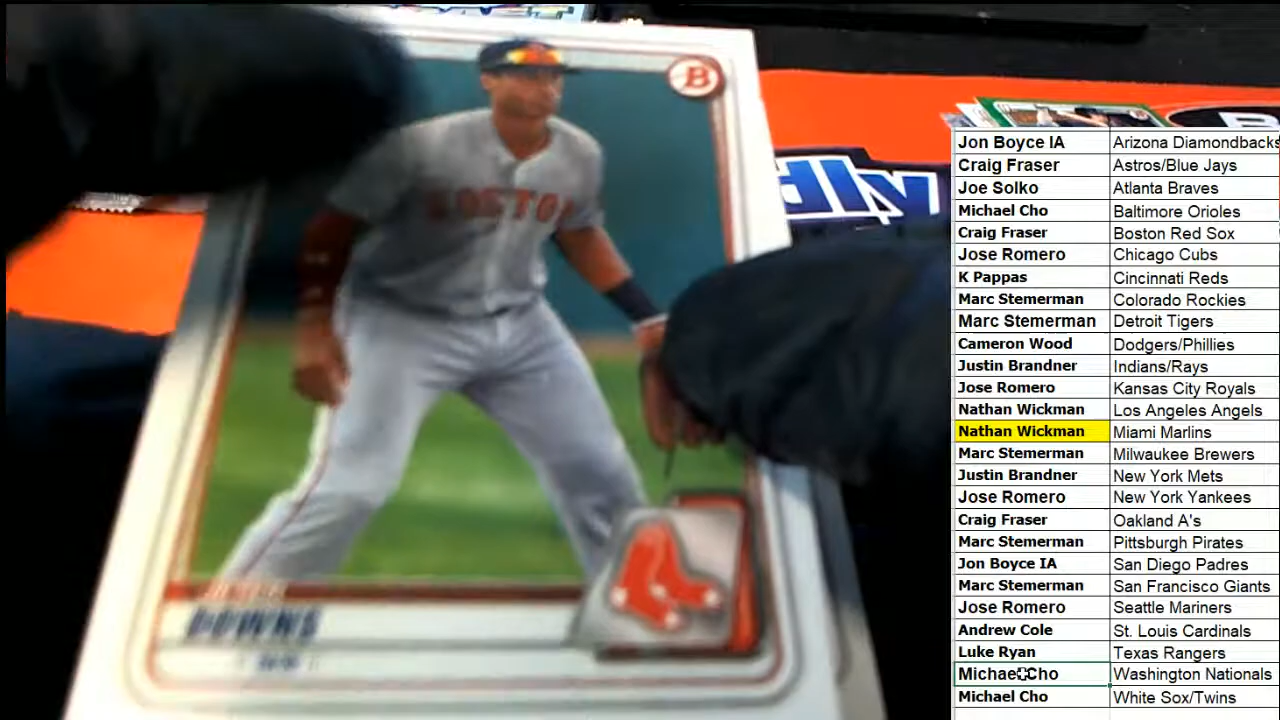 B
BOSTON
DOWNS
dly
Jon Boyce IA Arizona Diamondbacks
Craig Fraser Astros/Blue Jays
Joe Solko Atlanta Braves
Michael Cho Baltimore Orioles
Craig Fraser Boston Red Sox
Jose Romero Chicago Cubs
K Pappas Cincinnati Reds
Marc Stemerman Colorado Rockies
Marc Stemerman Detroit Tigers
Cameron Wood Dodgers/Phillies
Justin Brandner Indians/Rays
Jose Romero Kansas City Royals
Nathan Wickman Los Angeles Angels
Nathan Wickman Miami Marlins
Marc Stemerman Milwaukee Brewers
Justin Brandner New York Mets
Jose Romero New York Yankees
Craig Fraser Oakland A's
Marc Stemerman Pittsburgh Pirates
Jon Boyce IA San Diego Padres
Marc Stemerman San Francisco Giants
Jose Romero Seattle Mariners
Andrew Cole St. Louis Cardinals
Luke Ryan Texas Rangers
Michael Cho Washington Nationals
Michael Cho White Sox/Twins